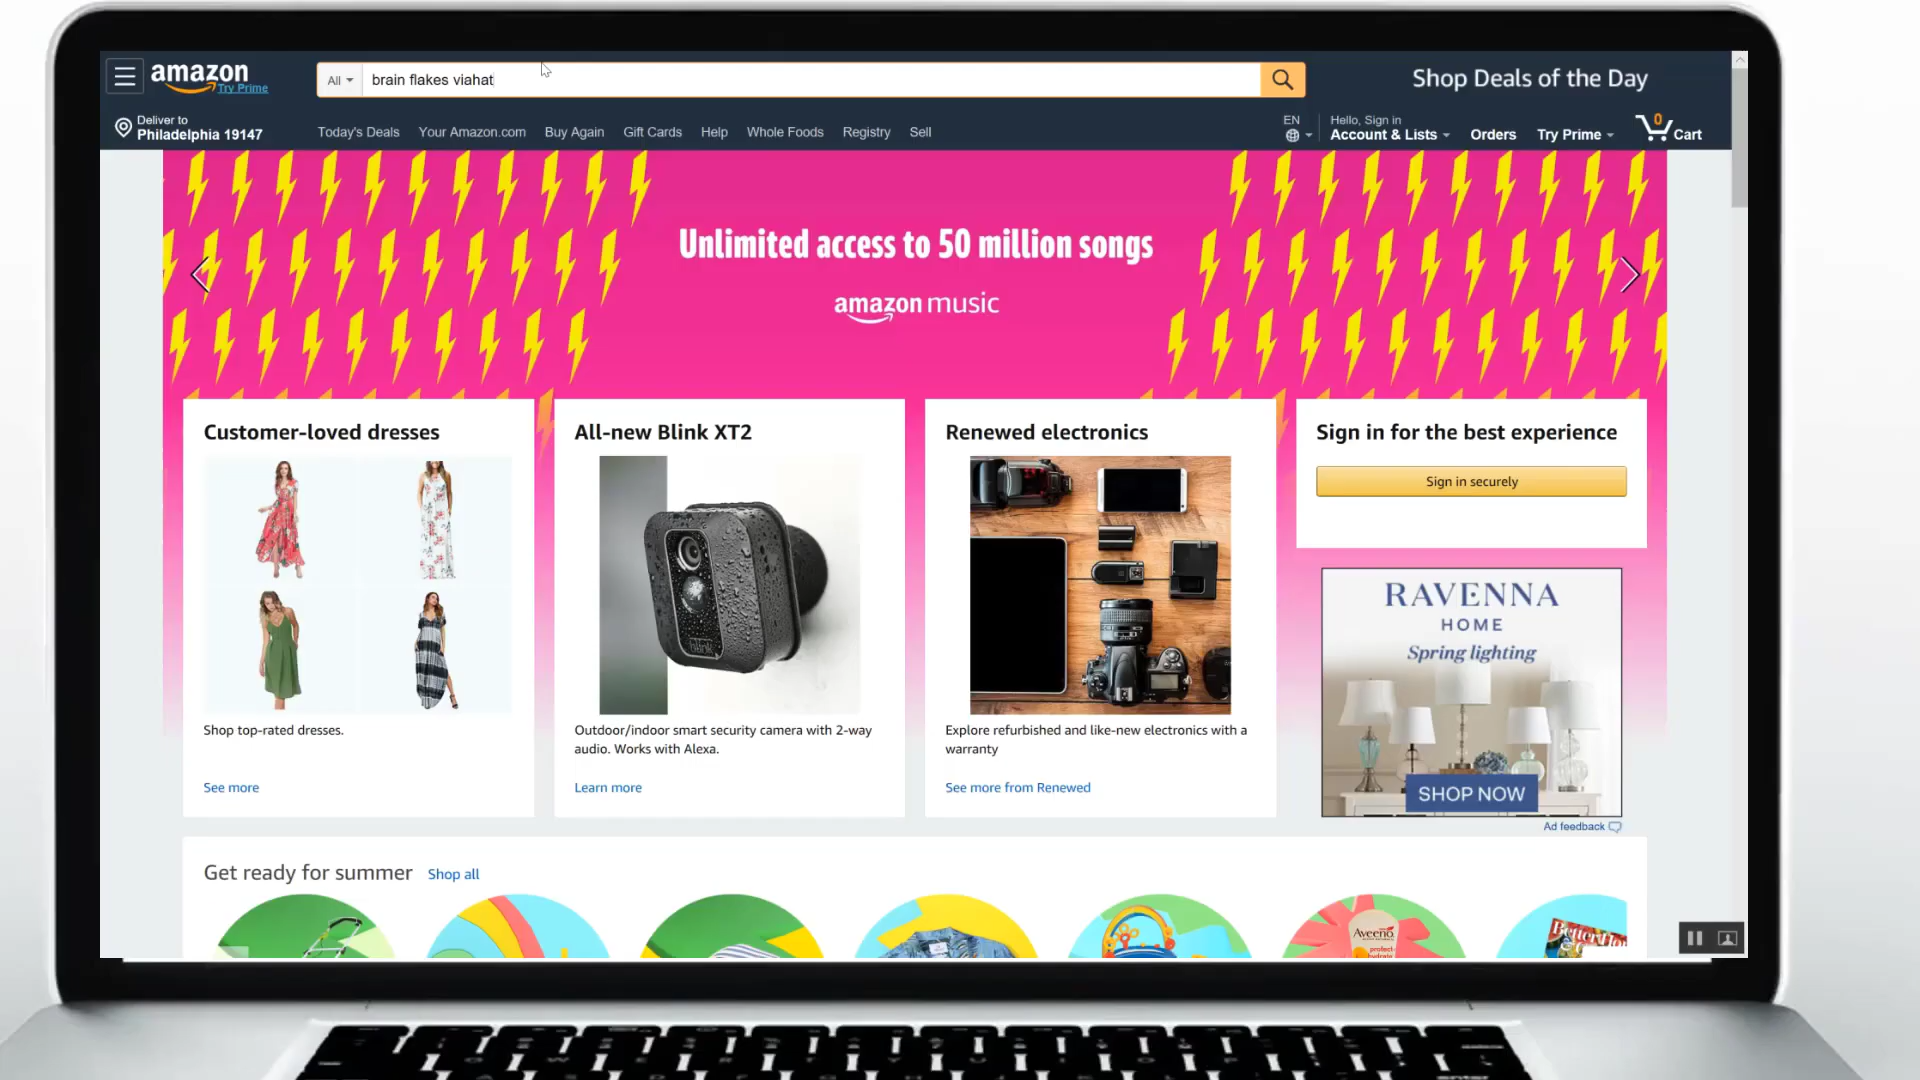 amazon
Try Prime
All
brain flakes viahat
Shop Deals of the Day
Deliver to
Philadelphia 19147
Today's Deals
Your Amazon.com
Buy Again
Gift Cards
Help
Whole Foods
Registry
Sell
EN
Hello, Sign in
Account & Lists
Orders
Try Prime
0
Cart
Unlimited access to 50 million songs
amazon music
Customer-loved dresses
Shop top-rated dresses.
See more
All-new Blink XT2
blink
Outdoor/indoor smart security camera with 2-way
audio. Works with Alexa.
Learn more
Renewed electronics
Explore refurbished and like-new electronics with a
warranty
See more from Renewed
Sign in for the best experience
Sign in securely
RAVENNA
HOME
Spring lighting
SHOP NOW
Ad feedback
Get ready for summer
Shop all
Aveeno
protect+
hydrate